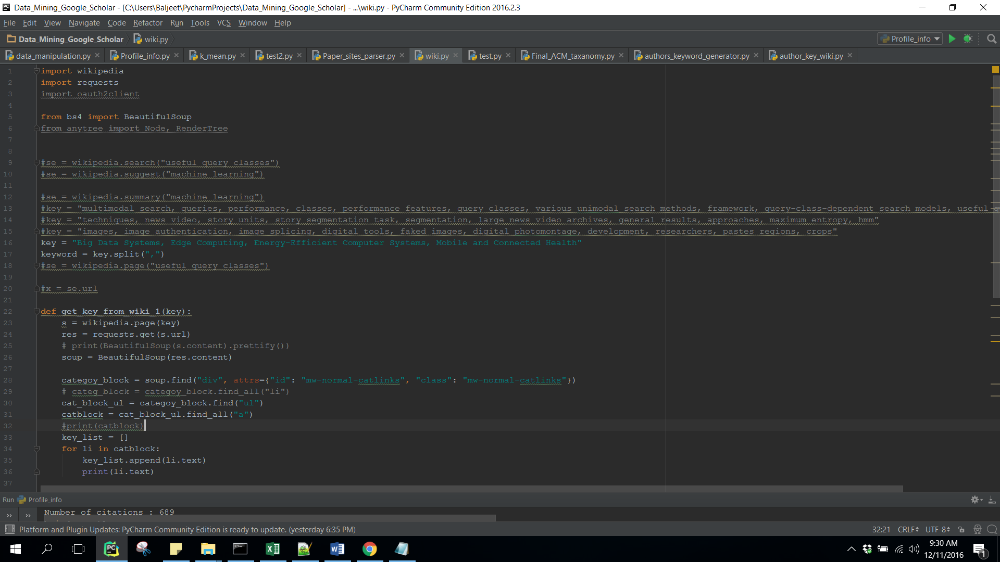 Data_Mining_Google_Scholar - [C:\Users\Baljeet\PycharmProjects\Data_Mining_Google_Scholar] - ...\wiki.py - PyCharm Community Edition 2016.2.3
File Edit View Navigate Code Refactor Run Tools VCS Window Help
Data_Mining_Google_Scholar wiki.py Profile_info
data_manipulation.py Profile_info.py k_mean.py test2.py Paper_sites_parser.py wiki.py test.py Final_ACM_taxanomy.py authors_keyword_generator.py author_key_wiki.py
1 import wikipedia
2 import requests
3 import oauth2client
4
5 from bs4 import BeautifulSoup
6 from anytree import Node, RenderTree
7
8
9 #se = wikipedia.search("useful query classes")
10 #se = wikipedia.suggest("machine learning")
11
12 #se = wikipedia.summary("machine learning")
13 #key = "multimodal search, queries, performance, classes, performance features, query classes, various unimodal search methods, framework, query-class-dependent search models, useful q
14 #key = "techniques, news video, story units, story segmentation task, segmentation, large news video archives, general results, approaches, maximum entropy, hmm"
15 #key = "images, image authentication, image splicing, digital tools, faked images, digital photomontage, development, researchers, pastes regions, crops"
16 key = "Big Data Systems, Edge Computing, Energy-Efficient Computer Systems, Mobile and Connected Health"
17 keyword = key.split(",")
18 #se = wikipedia.page("useful query classes")
19
20 #x = se.url
21
22 def get_key_from_wiki_1(key):
23     s = wikipedia.page(key)
24     res = requests.get(s.url)
25     # print(BeautifulSoup(s.content).prettify())
26     soup = BeautifulSoup(res.content)
27
28     categoy_block = soup.find("div", attrs={"id": "mw-normal-catlinks", "class": "mw-normal-catlinks"})
29     # categ_block = categoy_block.find_all("li")
30     cat_block_ul = categoy_block.find("ul")
31     catblock = cat_block_ul.find_all("a")
32     #print(catblock)
33     key_list = []
34     for li in catblock:
35         key_list.append(li.text)
36         print(li.text)
37
Run Profile_info
Number of citations : 689
Platform and Plugin Updates: PyCharm Community Edition is ready to update. (yesterday 6:35 PM) 32:21 CRLF UTF-8
9:30 AM
12/11/2016
1